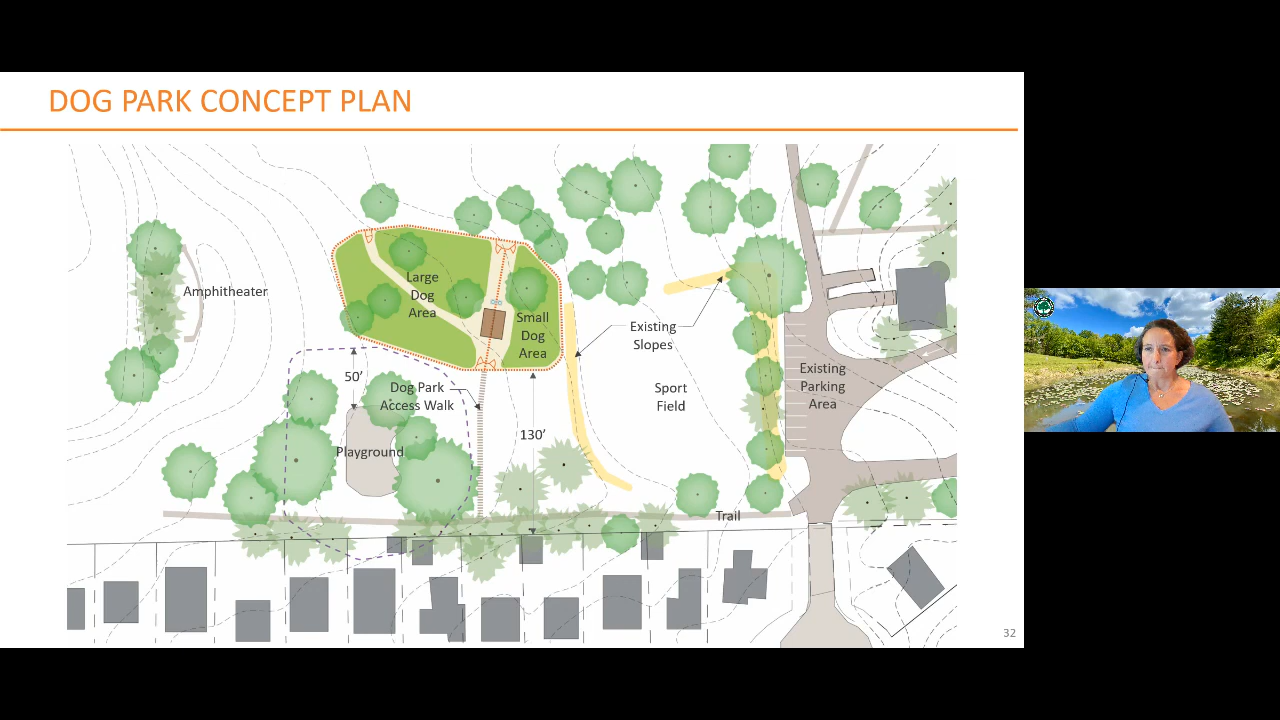 DOG PARK CONCEPT PLAN
Amphitheater
Large
Dog
Area
Small
Dog
Area
Existing
Slopes
Existing
Parking
Area
50’
Dog Park
Access Walk
Sport
Field
130’
Playground
Trail
32